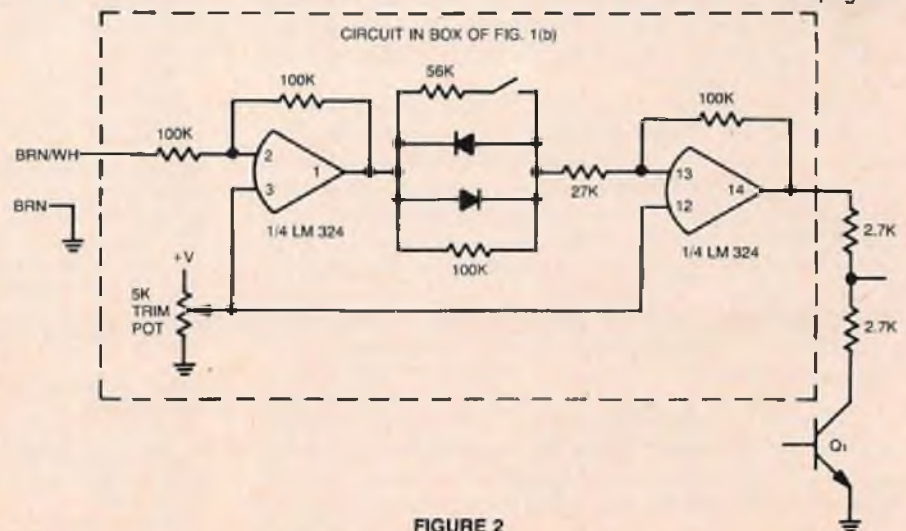 CIRCUIT IN BOX OF FIG. 1(b)
56K
100K
100K
100K
BRN/WH
2
1
27K
13
14
3
12
BRN
1/4 LM 324
1/4 LM 324
2.7K
+V
100K
5K
TRIM
POT
2.7K
Q1
FIGURE 2